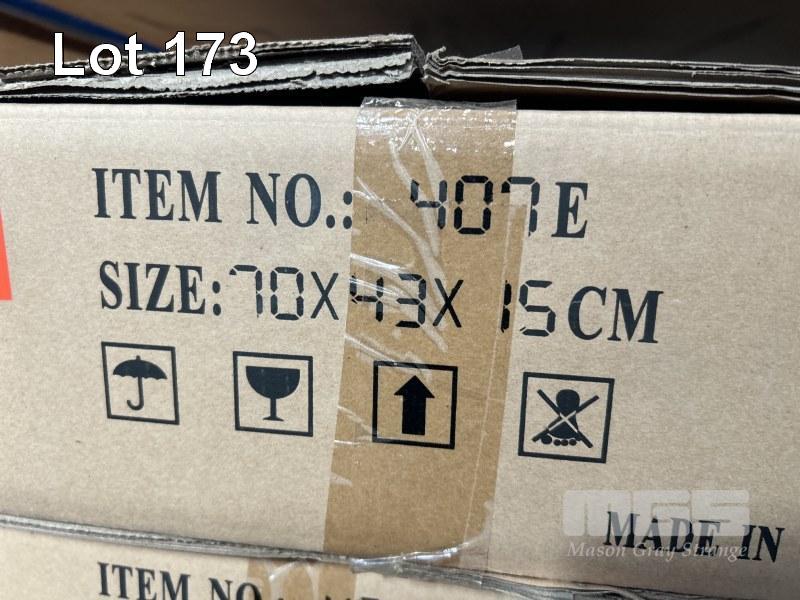 Lot 173
ITEM NO.: 407E
SIZE: 70X43X15CM
MGS
MADE IN
Mason Gray Strange
ITEM NO.: